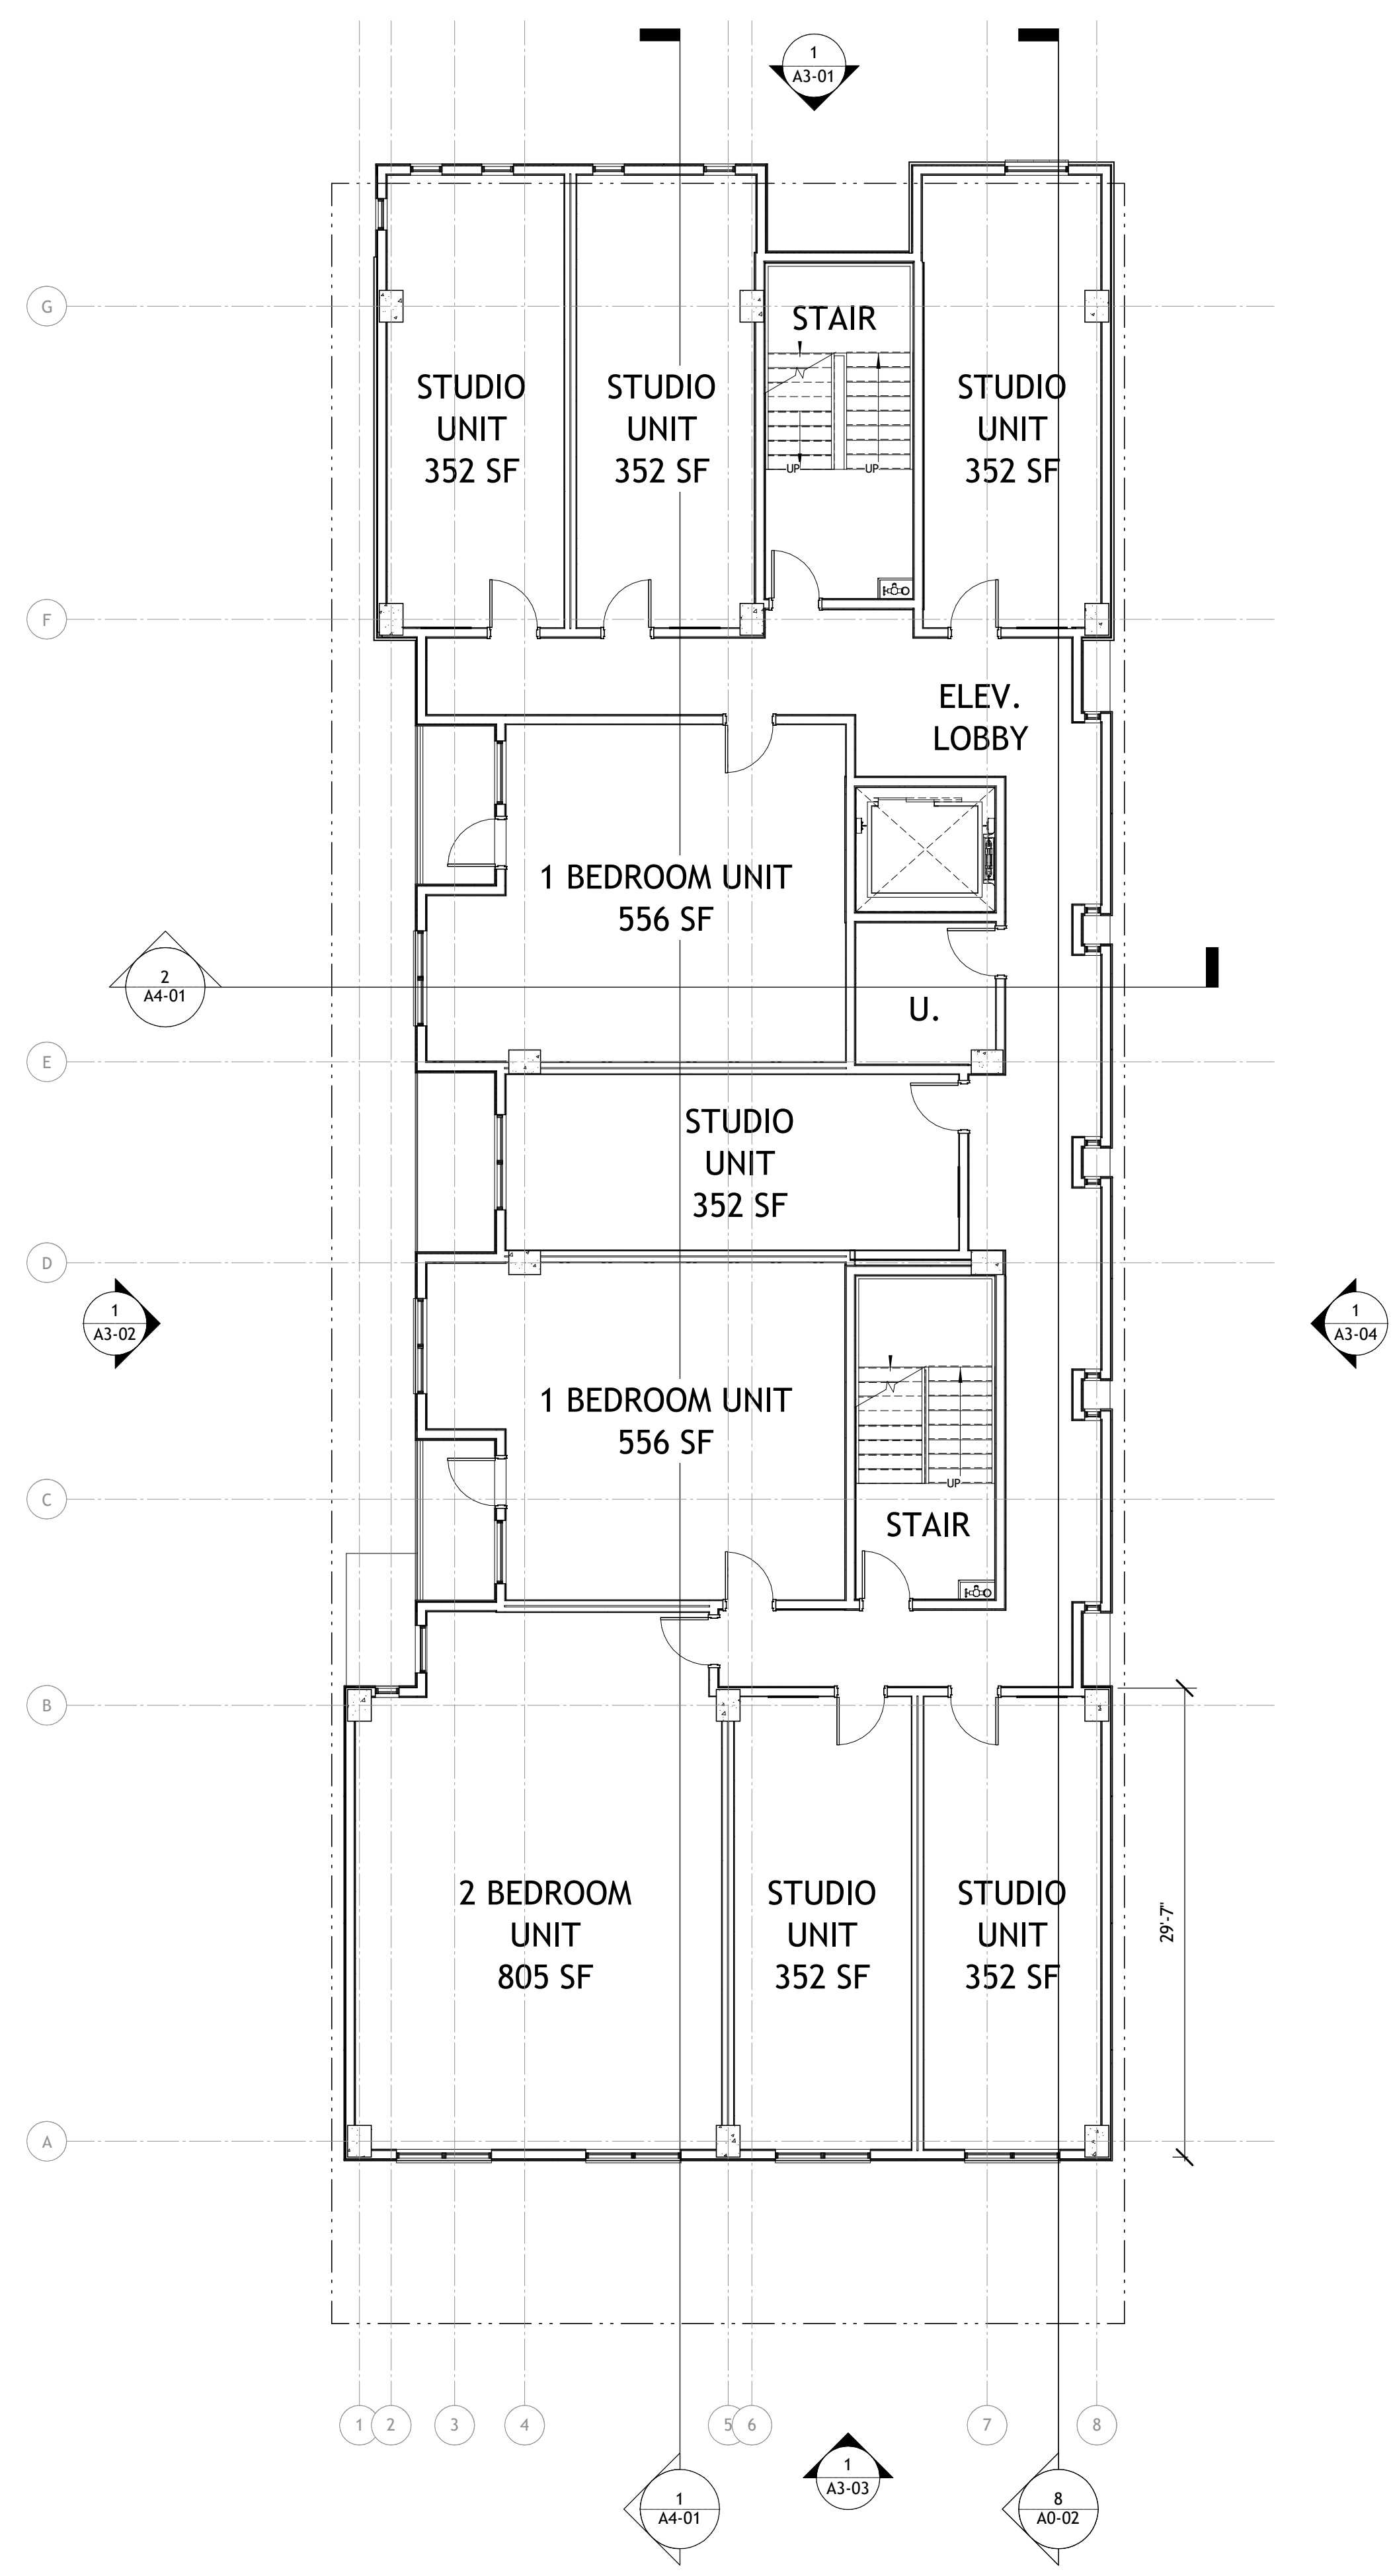 1
A3-01
G
STAIR
STUDIO
UNIT
352 SF
STUDIO
UNIT
352 SF
STUDIO
UNIT
352 SF
UP
UP
F
ELEV.
LOBBY
1 BEDROOM UNIT
556 SF
2
A4-01
U.
E
STUDIO
UNIT
352 SF
D
1
A3-02
1
A3-04
1 BEDROOM UNIT
556 SF
UP
C
STAIR
B
2 BEDROOM
UNIT
805 SF
STUDIO
UNIT
352 SF
STUDIO
UNIT
352 SF
29'-7"
A
1
2
3
4
5
6
7
8
1
A3-03
1
A4-01
8
A0-02